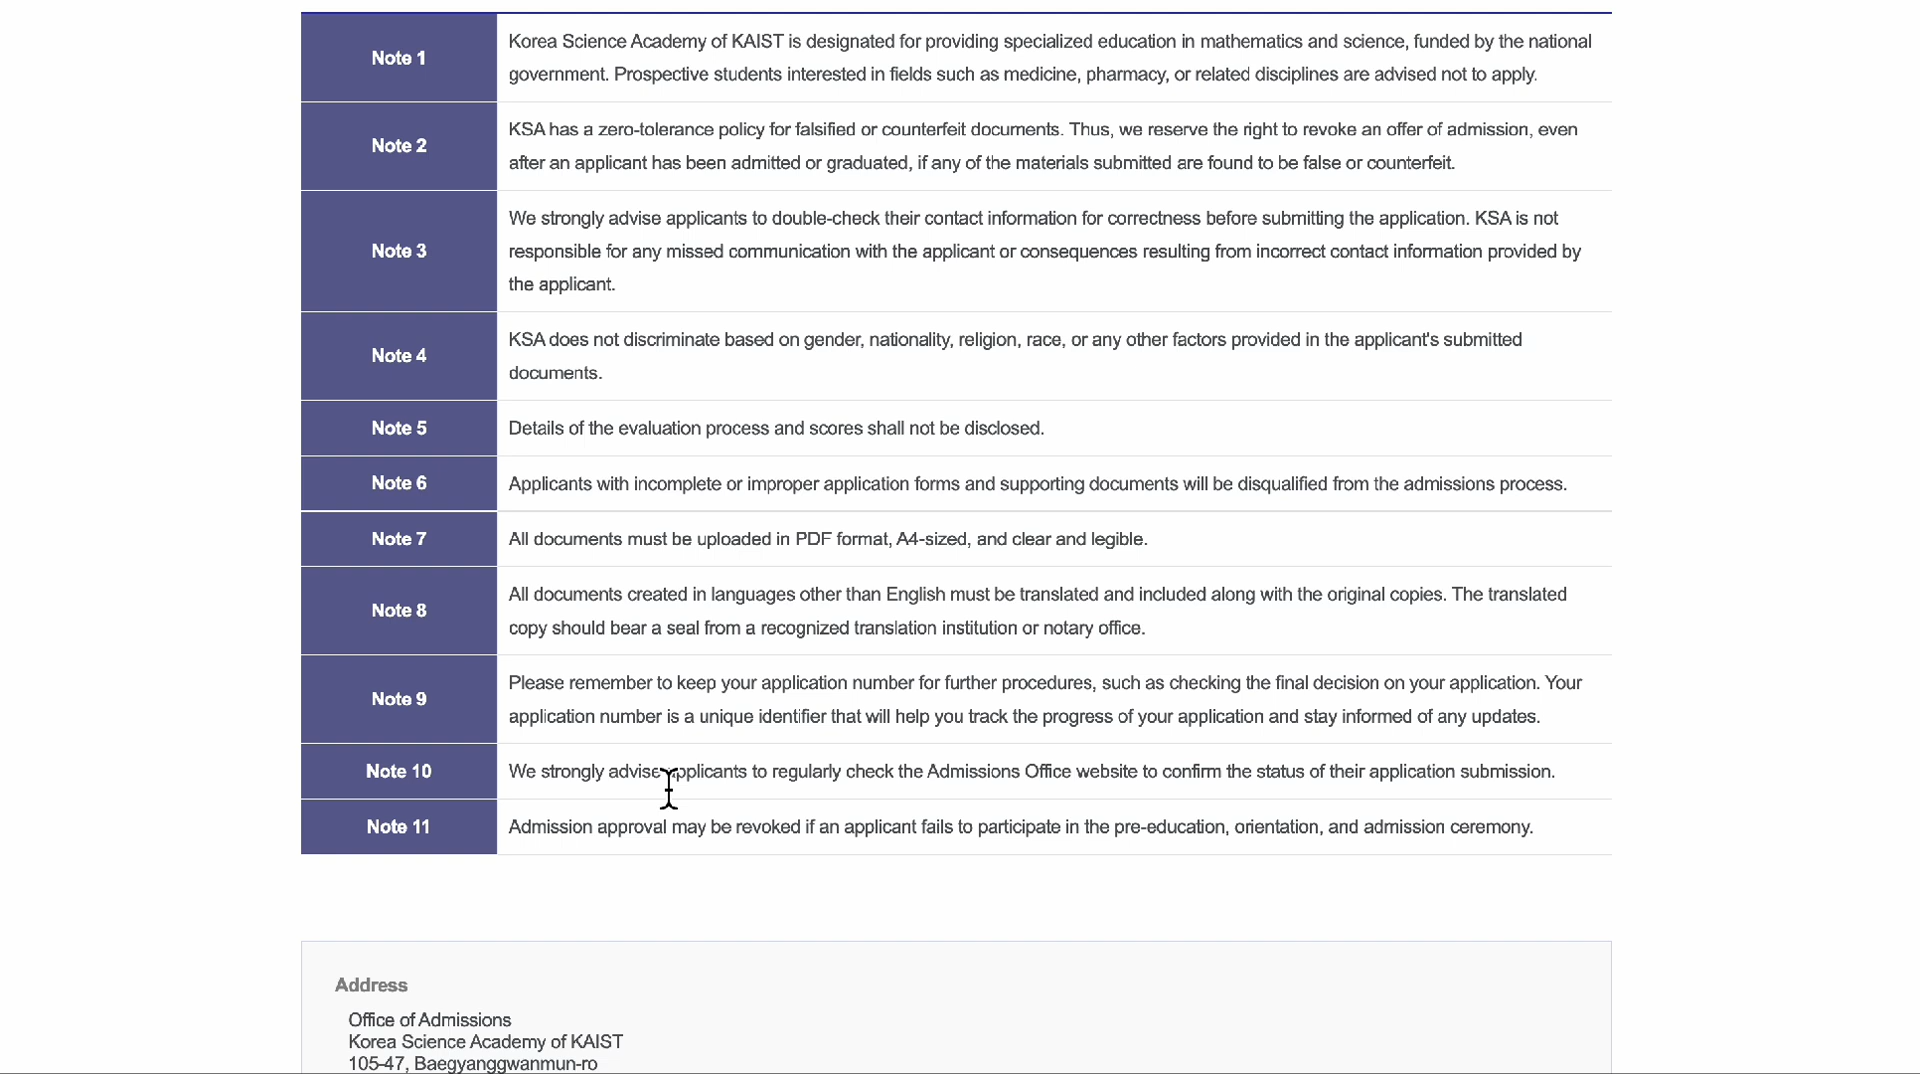 Note 1
Korea Science Academy of KAIST is designated for providing specialized education in mathematics and science, funded by the national
government. Prospective students interested in fields such as medicine, pharmacy, or related disciplines are advised not to apply.
Note 2
KSA has a zero-tolerance policy for falsified or counterfeit documents. Thus, we reserve the right to revoke an offer of admission, even
after an applicant has been admitted or graduated, if any of the materials submitted are found to be false or counterfeit.
Note 3
We strongly advise applicants to double-check their contact information for correctness before submitting the application. KSA is not
responsible for any missed communication with the applicant or consequences resulting from incorrect contact information provided by
the applicant.
Note 4
KSA does not discriminate based on gender, nationality, religion, race, or any other factors provided in the applicant's submitted
documents.
Note 5
Details of the evaluation process and scores shall not be disclosed.
Note 6
Applicants with incomplete or improper application forms and supporting documents will be disqualified from the admissions process.
Note 7
All documents must be uploaded in PDF format, A4-sized, and clear and legible.
Note 8
All documents created in languages other than English must be translated and included along with the original copies. The translated
copy should bear a seal from a recognized translation institution or notary office.
Note 9
Please remember to keep your application number for further procedures, such as checking the final decision on your application. Your
application number is a unique identifier that will help you track the progress of your application and stay informed of any updates.
Note 10
We strongly advise applicants to regularly check the Admissions Office website to confirm the status of their application submission.
Note 11
Admission approval may be revoked if an applicant fails to participate in the pre-education, orientation, and admission ceremony.
Address
Office of Admissions
Korea Science Academy of KAIST
105-47, Baegyanggwanmun-ro